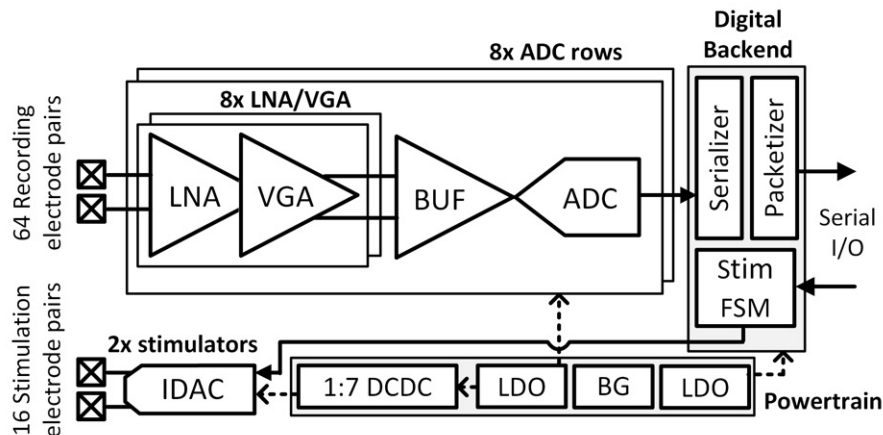 Digital
Backend
8x ADC rows
8x LNA/VGA
64 Recording
electrode pairs
LNA
VGA
BUF
ADC
Serializer
Packetizer
Serial
I/O
Stim
FSM
16 Stimulation
electrode pairs
2x stimulators
IDAC
1:7 DCDC
LDO
BG
LDO
Powertrain